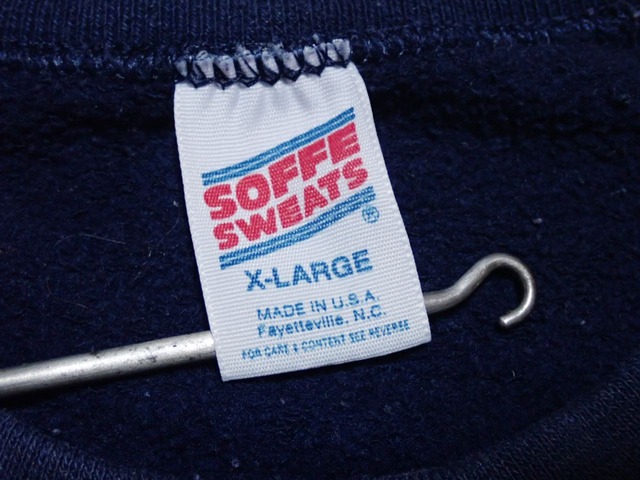 SOFFE
SWEATS®
X-LARGE
MADE IN U.S.A.
Fayetteville, N.C.
FOR CARE & CONTENT SEE REVERSE